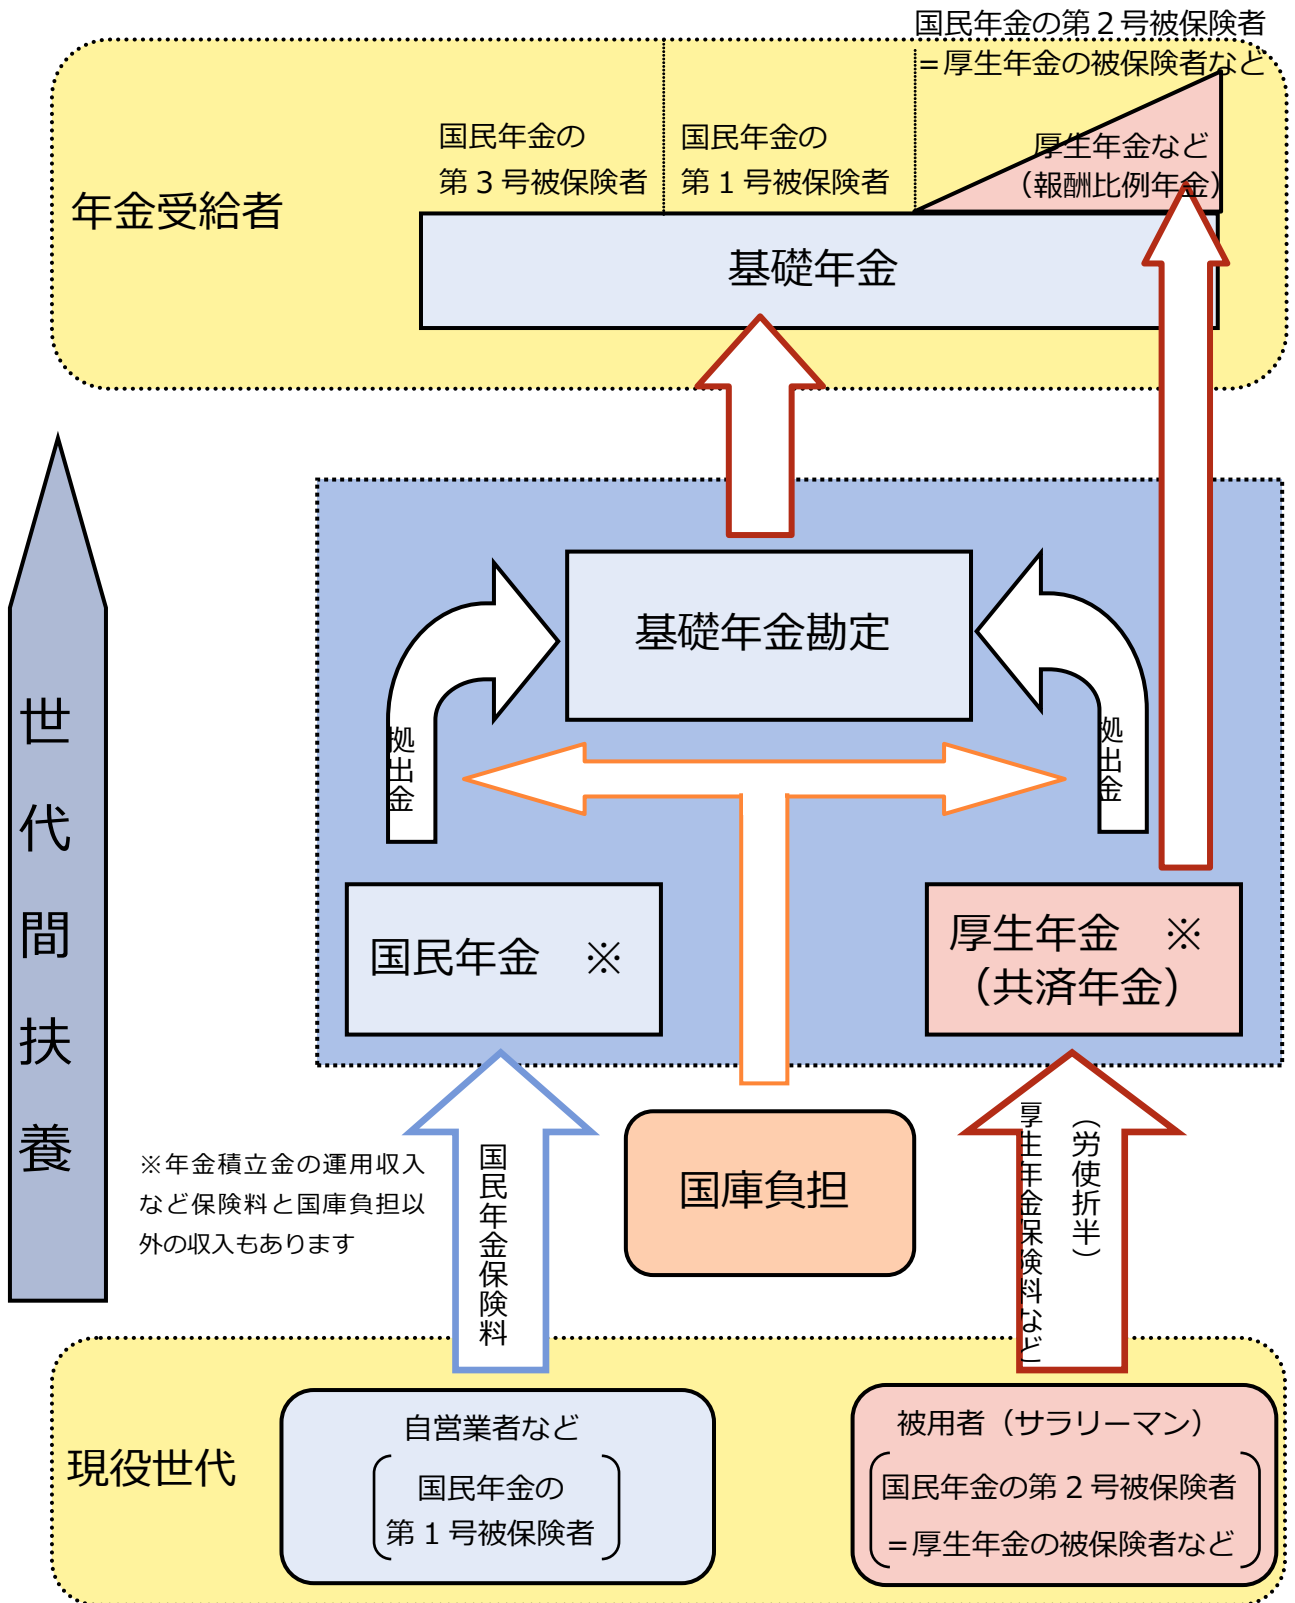 国民年金の第２号被保険者
＝厚生年金の被保険者など
国民年金の
第３号被保険者
国民年金の
第１号被保険者
厚生年金など
（報酬比例年金）
年金受給者
基礎年金
基礎年金勘定
拠出金
拠出金
国民年金　※
厚生年金　※
（共済年金）
世代間扶養
※年金積立金の運用収入
など保険料と国庫負担以
外の収入もあります
国民年金保険料
国庫負担
（労使折半）
厚生年金保険料など
現役世代
自営業者など
国民年金の
第１号被保険者
被用者（サラリーマン）
国民年金の第２号被保険者
＝厚生年金の被保険者など